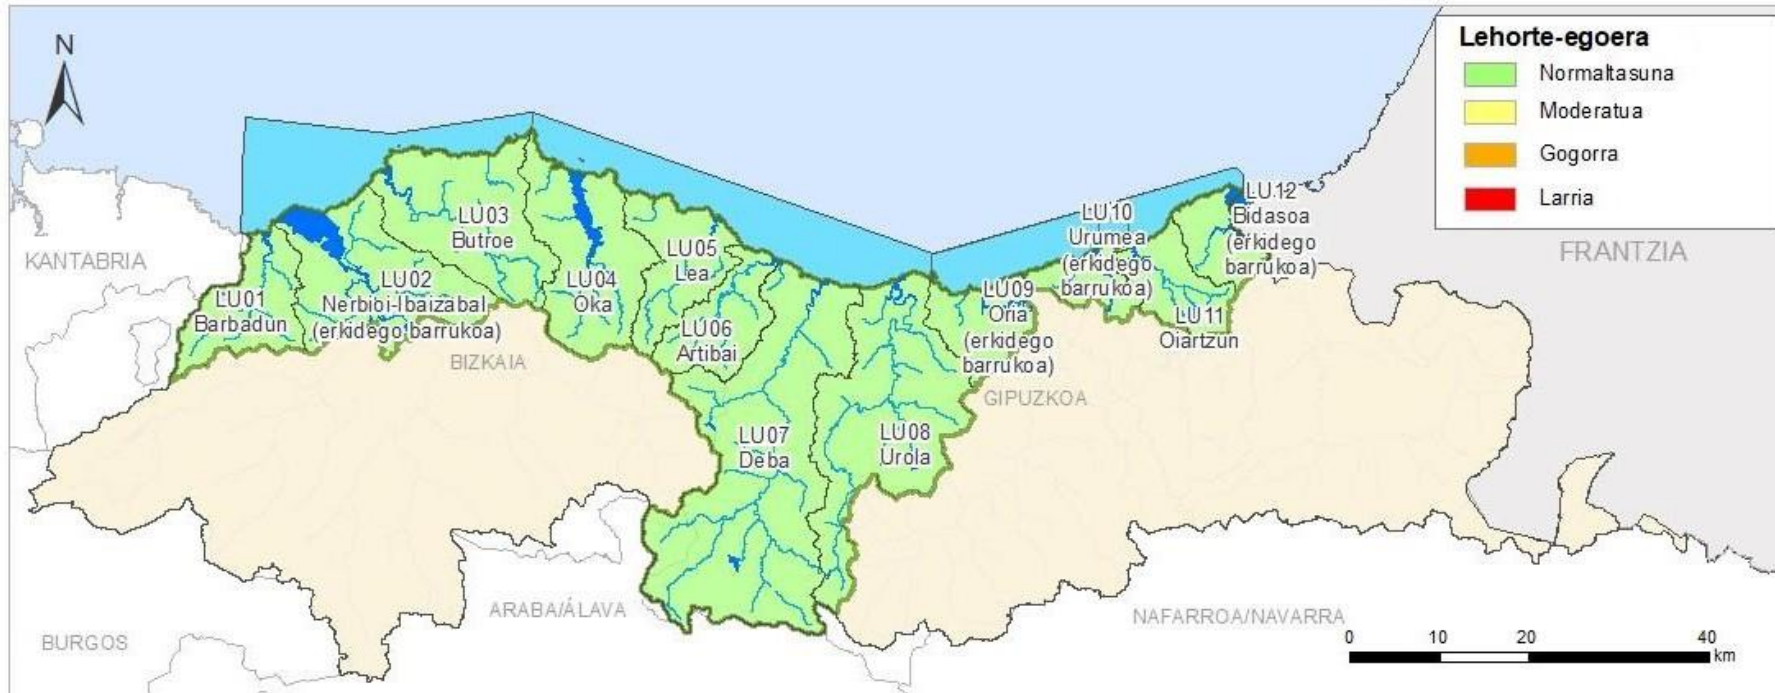 N
Lehorte-egoera
Normaltasuna
Moderatua
Gogorra
Larria
KANTABRIA
FRANTZIA
LU01
Barbadun
LU02
Nerbioi-Ibaizabal
(erkidego barrukoa)
LU03
Butroe
LU04
Oka
LU05
Lea
LU06
Artibai
LU07
Deba
LU08
Urola
LU09
Oria
(erkidego
barrukoa)
LU10
Urumea
(erkidego
barrukoa)
LU11
Oiartzun
LU12
Bidasoa
(erkidego
barrukoa)
BIZKAIA
GIPUZKOA
ARABA/ÁLAVA
NAFARROA/NAVARRA
BURGOS
0 10 20 40
km